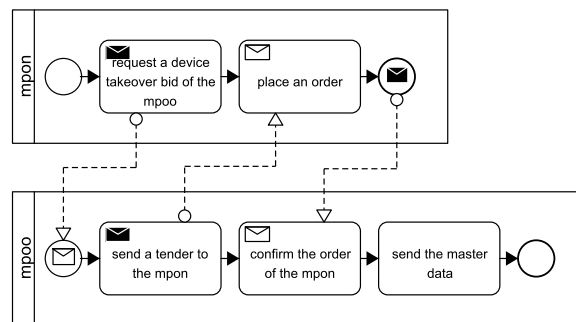 mpon
request a device
takeover bid of the
mpoo
place an order
mpoo
send a tender to
the mpon
confirm the order
of the mpon
send the master
data